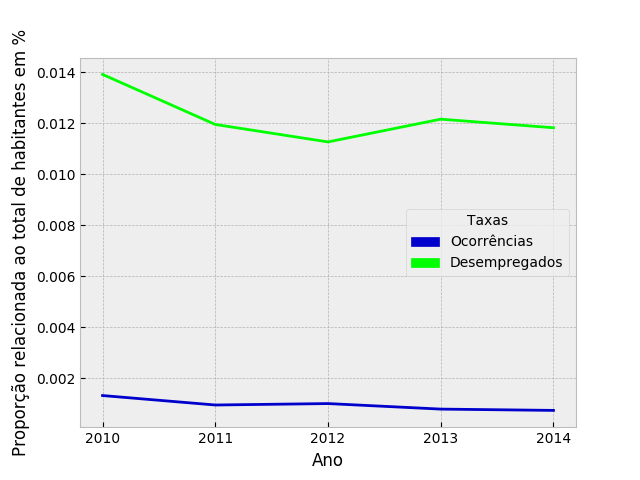 Proporção relacionada ao total de habitantes em %
0.014
0.012
0.010
0.008
0.006
0.004
0.002
Taxas
Ocorrências
Desempregados
2010 2011 2012 2013 2014
Ano